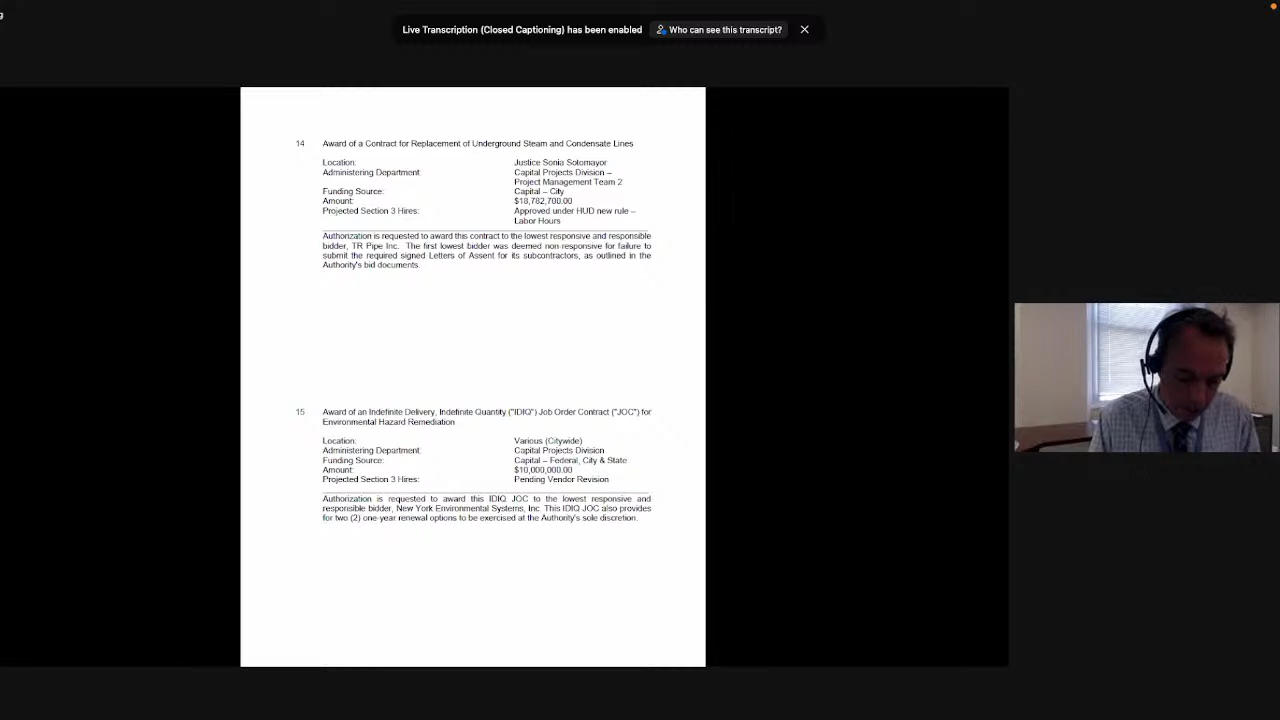 g
Live Transcription (Closed Captioning) has been enabled
Who can see this transcript?
14 Award of a Contract for Replacement of Underground Steam and Condensate Lines
Location: Justice Sonia Sotomayor
Administering Department: Capital Projects Division –
Project Management Team 2
Funding Source: Capital – City
Amount: $18,782,700.00
Projected Section 3 Hires: Approved under HUD new rule –
Labor Hours
Authorization is requested to award this contract to the lowest responsive and responsible
bidder, TR Pipe Inc. The first lowest bidder was deemed non-responsive for failure to
submit the required signed Letters of Assent for its subcontractors, as outlined in the
Authority's bid documents.
15 Award of an Indefinite Delivery, Indefinite Quantity ("IDIQ") Job Order Contract ("JOC") for
Environmental Hazard Remediation
Location: Various (Citywide)
Administering Department: Capital Projects Division
Funding Source: Capital – Federal, City & State
Amount: $10,000,000.00
Projected Section 3 Hires: Pending Vendor Revision
Authorization is requested to award this IDIQ JOC to the lowest responsive and
responsible bidder, New York Environmental Systems, Inc. This IDIQ JOC also provides
for two (2) one-year renewal options to be exercised at the Authority's sole discretion.